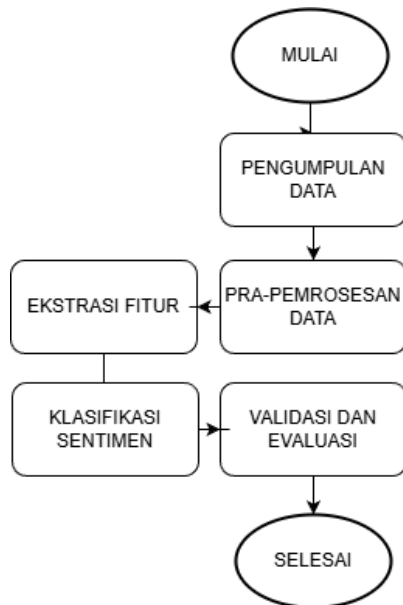 MULAI
PENGUMPULAN
DATA
PRA-PEMROSESAN
DATA
EKSTRASI FITUR
KLASIFIKASI
SENTIMEN
VALIDASI DAN
EVALUASI
SELESAI